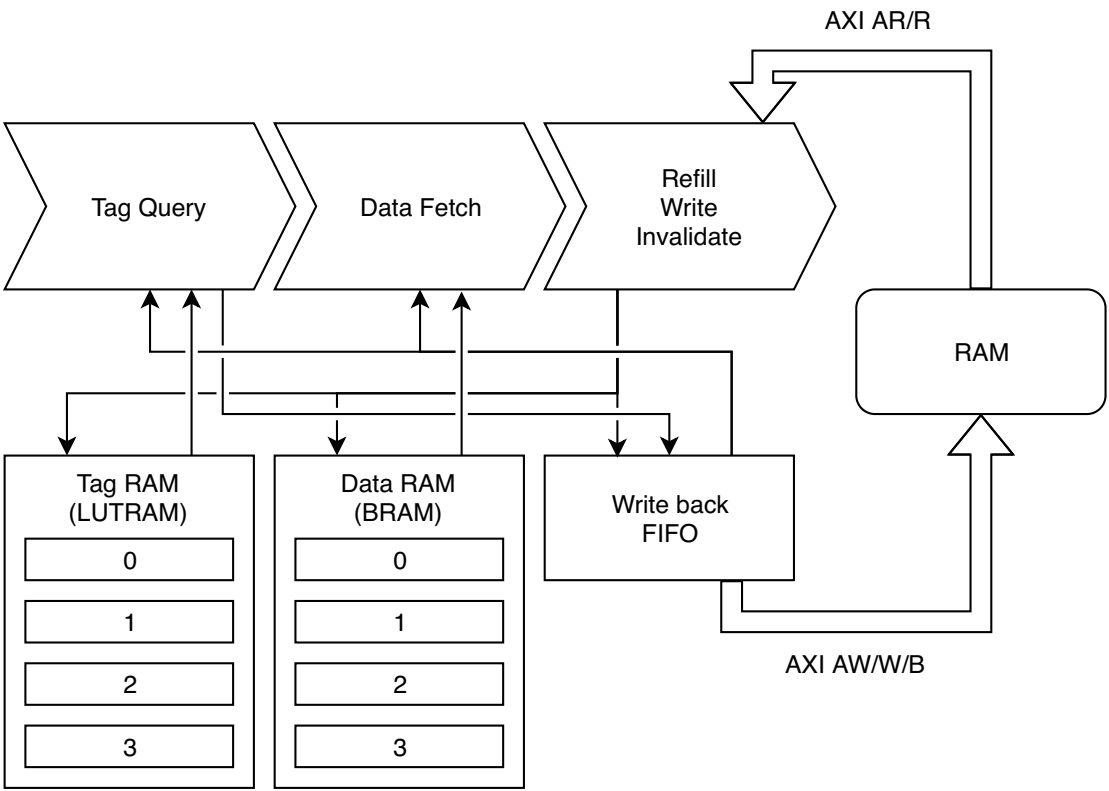 AXI AR/R
Tag Query
Data Fetch
Refill
Write
Invalidate
RAM
Tag RAM
(LUTRAM)
0
1
2
3
Data RAM
(BRAM)
0
1
2
3
Write back
FIFO
AXI AW/W/B